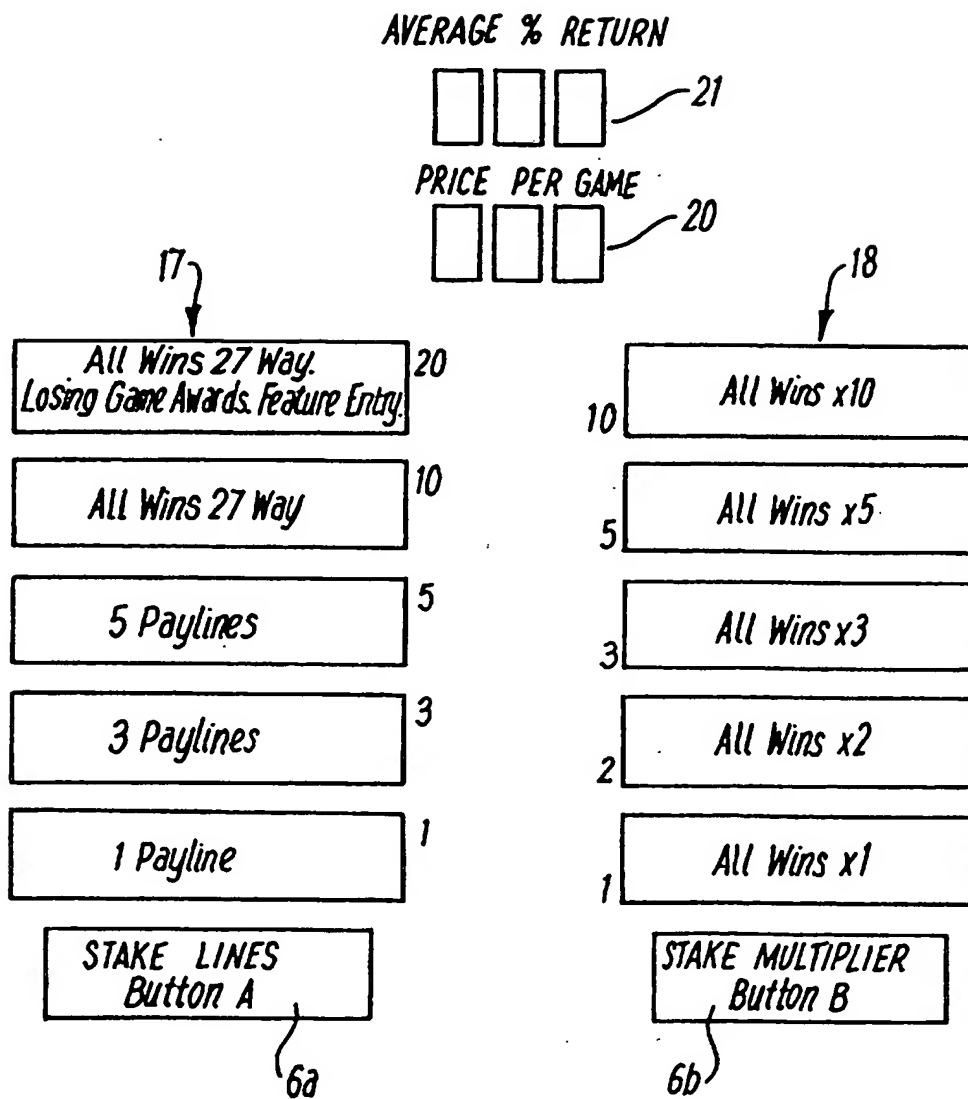 AVERAGE % RETURN
21
PRICE PER GAME
20
17
18
All Wins 27 Way.
Losing Game Awards. Feature Entry.
20
All Wins x10
10
All Wins 27 Way
10
All Wins x5
5
5 Paylines
5
All Wins x3
3
3 Paylines
3
All Wins x2
2
1 Payline
1
All Wins x1
1
STAKE LINES
Button A
STAKE MULTIPLIER
Button B
6a
6b